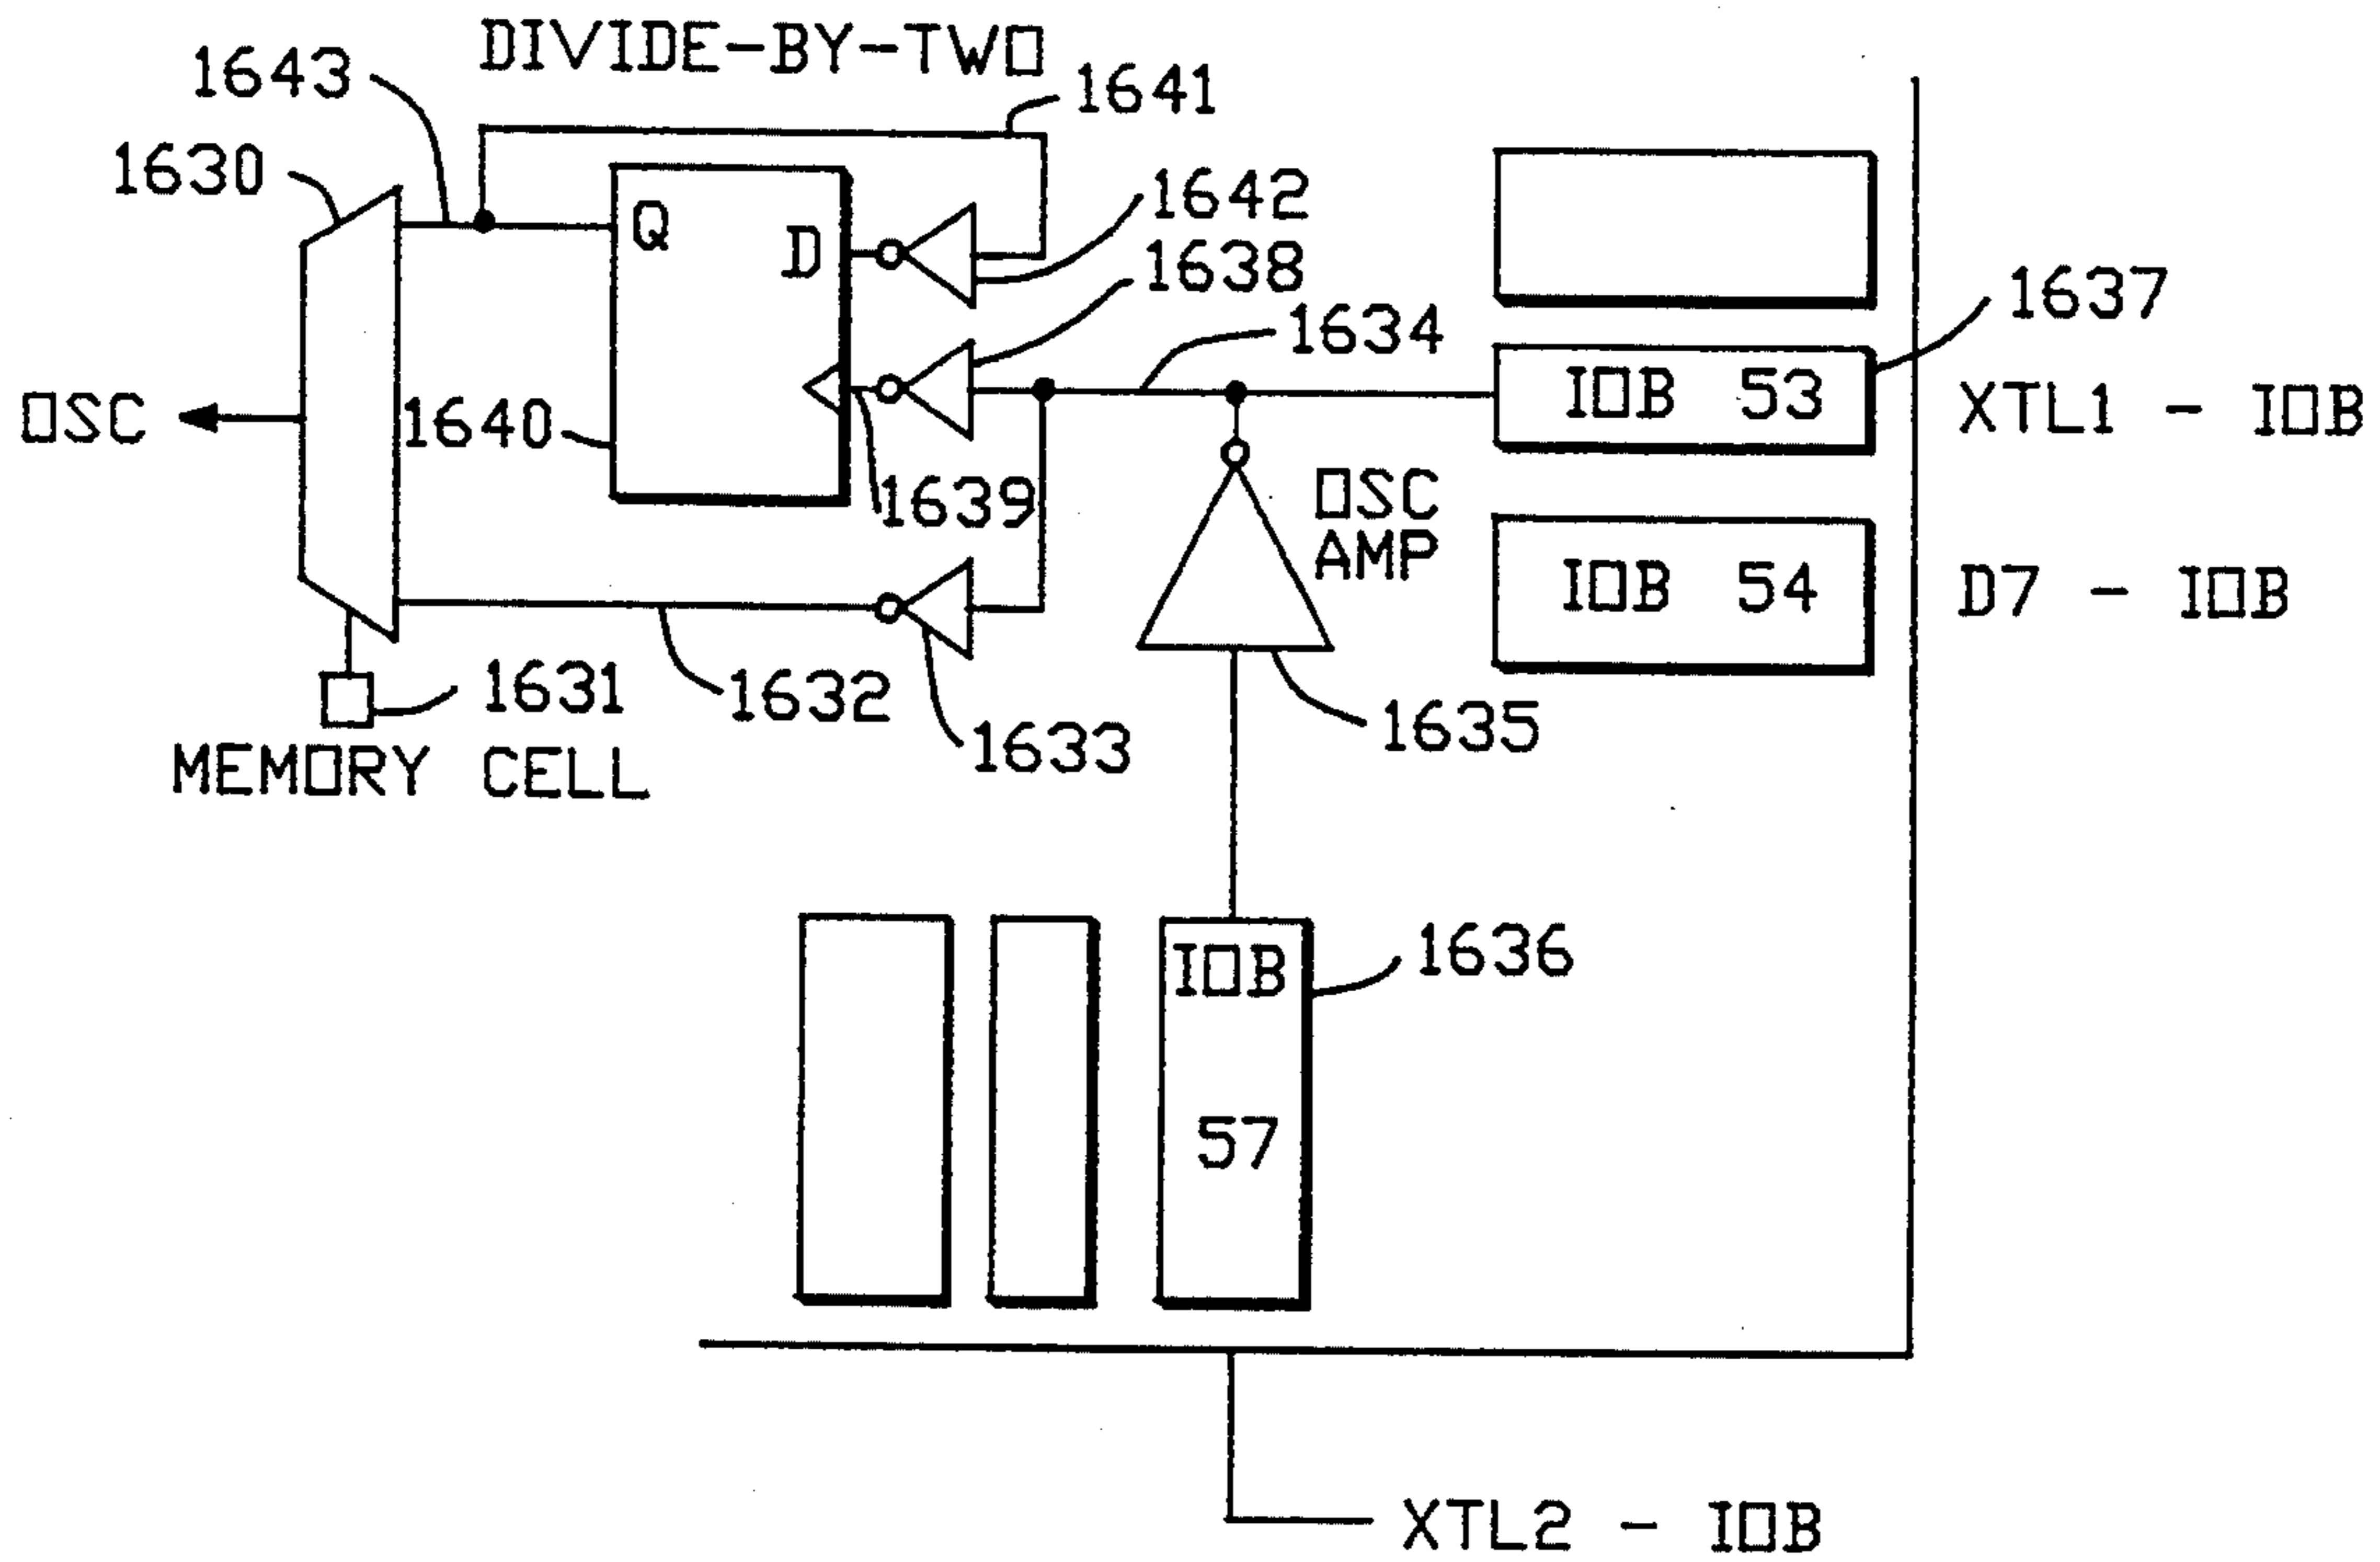 DIVIDE-BY-TWO
1643
1641
1630
1642
Q
D
1638
1637
1634
OSC
1640
IOB 53
XTL1 - IOB
1639
OSC
AMP
IOB 54
D7 - IOB
1631
1632
1635
1633
MEMORY CELL
IOB
1636
57
XTL2 - IOB